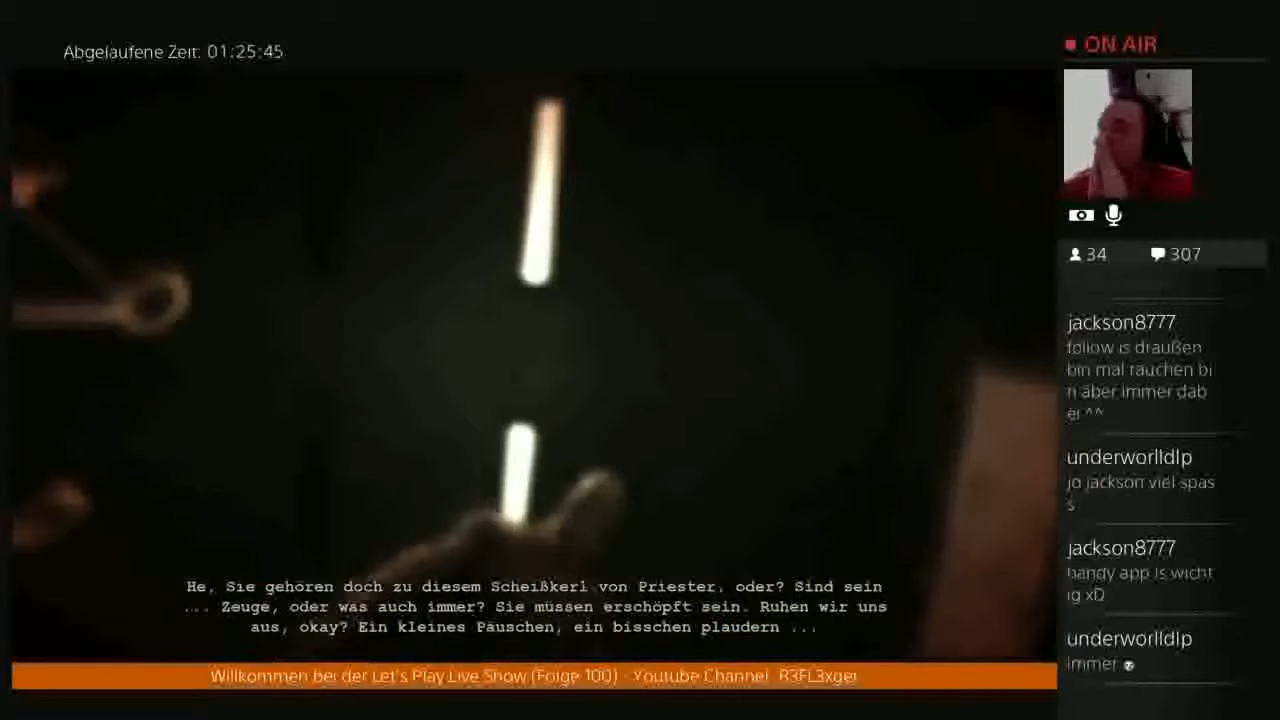 Abgelaufene Zeit: 01:25:45
ON AIR
34 307
jackson8777
follow is draußen
bin mal rauchen bi
n aber immer dab
ei ^^
underworlldlp
jo jackson viel spas
s
jackson8777
handy app is wicht
ig xD
underworlldlp
immer
He, Sie gehören doch zu diesem Scheißkerl von Priester, oder? Sind sein
... Zeuge, oder was auch immer? Sie müssen erschöpft sein. Ruhen wir uns
aus, okay? Ein kleines Päuschen, ein bisschen plaudern ...
Willkommen bei der Let's Play Live Show (Folge 100) - Youtube Channel: R3FL3xger